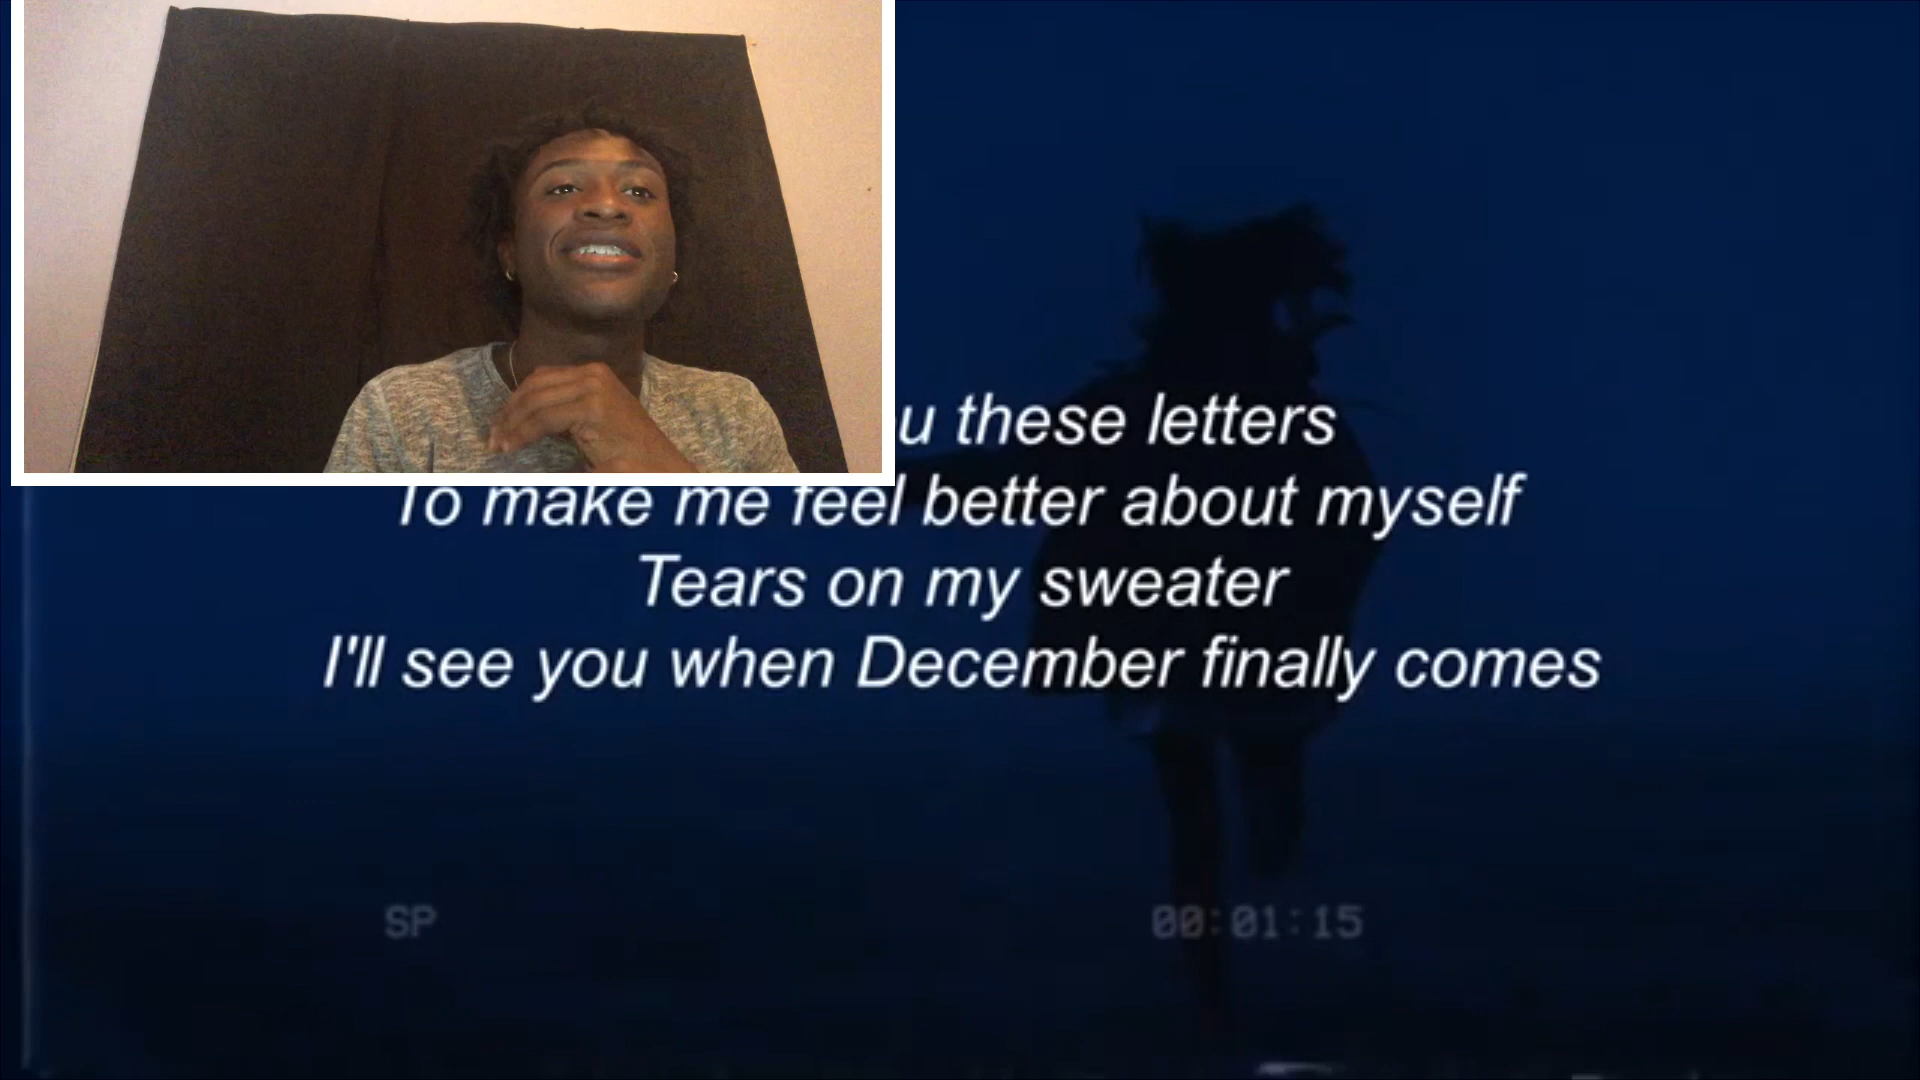 u these letters
To make me feel better about myself
Tears on my sweater
I'll see you when December finally comes
SP
00:01:15